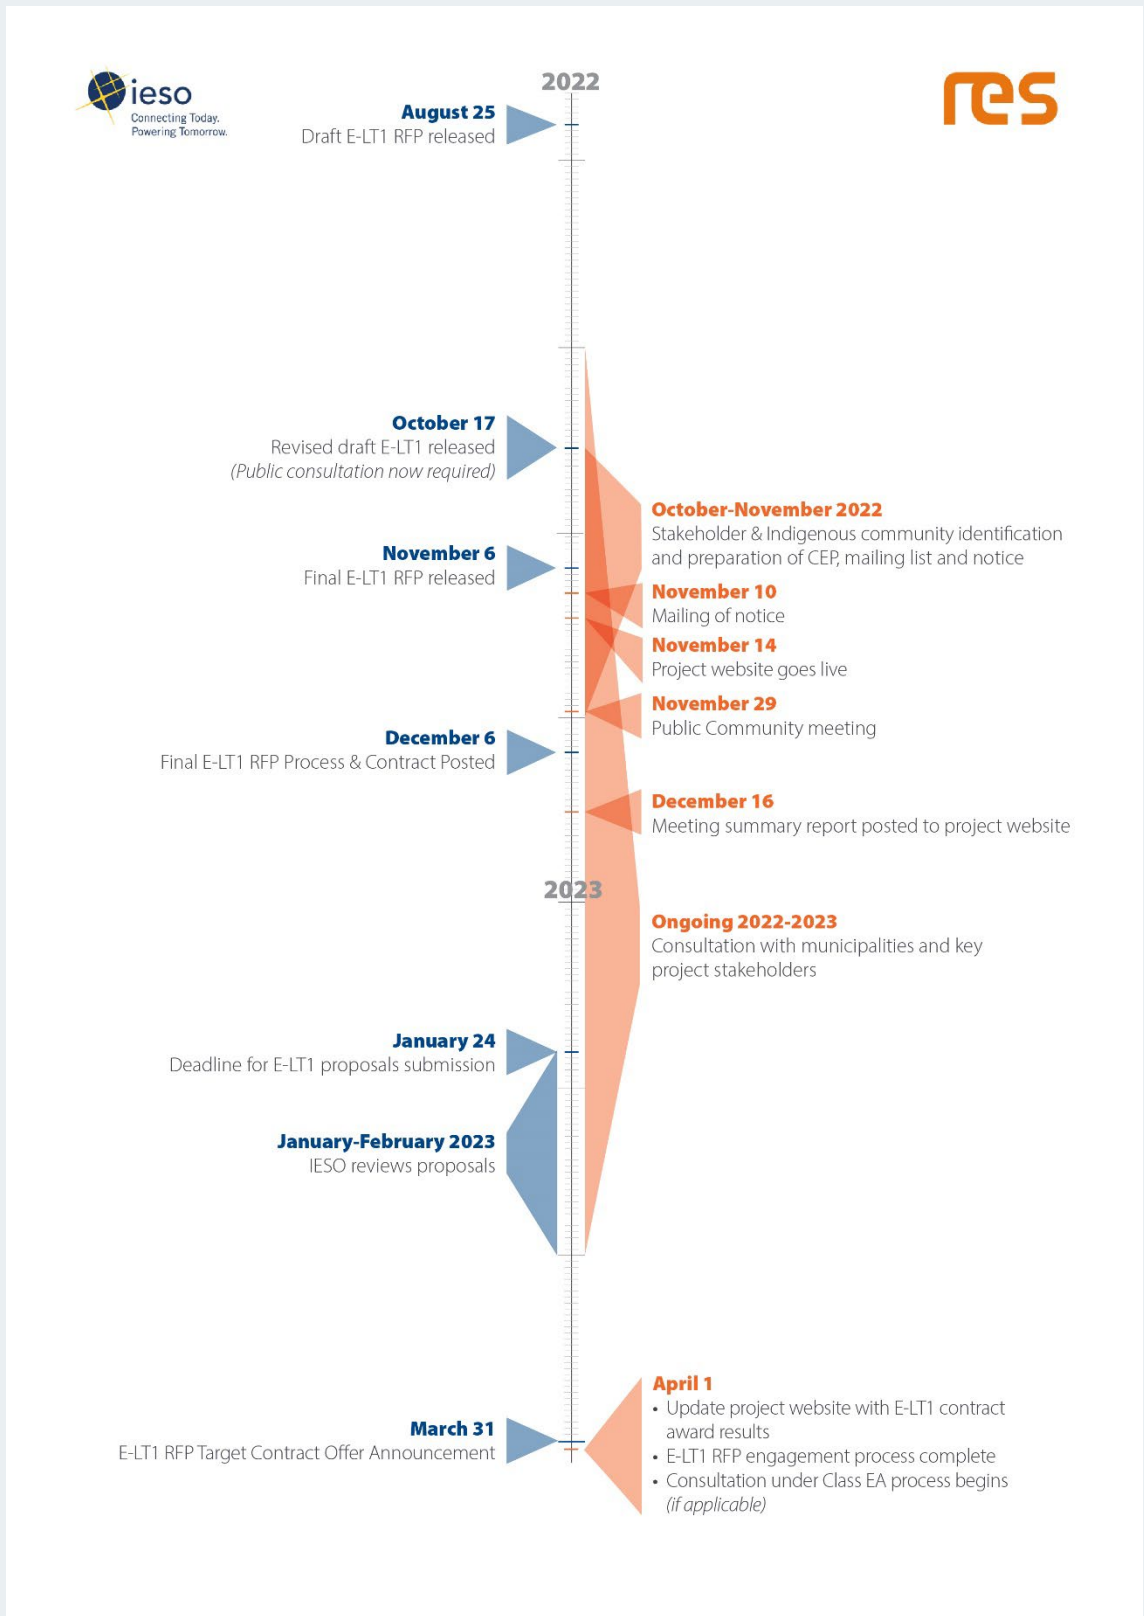 ieso
Connecting Today.
Powering Tomorrow.
res
2022
August 25
Draft E-LT1 RFP released
October 17
Revised draft E-LT1 released
(Public consultation now required)
October-November 2022
Stakeholder & Indigenous community identification
and preparation of CEP, mailing list and notice
November 6
Final E-LT1 RFP released
November 10
Mailing of notice
November 14
Project website goes live
November 29
Public Community meeting
December 6
Final E-LT1 RFP Process & Contract Posted
December 16
Meeting summary report posted to project website
2023
Ongoing 2022-2023
Consultation with municipalities and key
project stakeholders
January 24
Deadline for E-LT1 proposals submission
January-February 2023
IESO reviews proposals
April 1
• Update project website with E-LT1 contract
award results
• E-LT1 RFP engagement process complete
• Consultation under Class EA process begins
(if applicable)
March 31
E-LT1 RFP Target Contract Offer Announcement